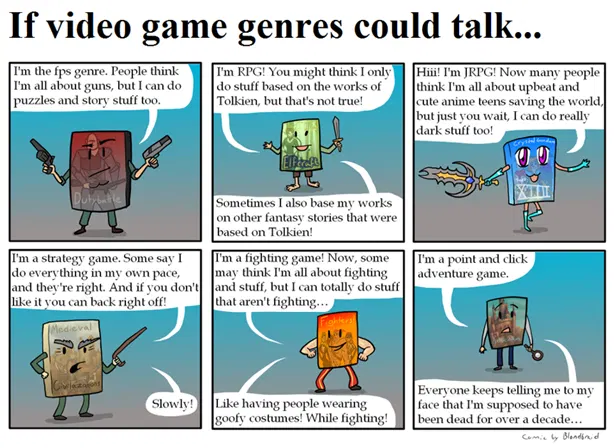 If video game genres could talk...
I'm the fps genre. People think
I'm all about guns, but I can do
puzzles and story stuff too.
Dutybattle
I'm RPG! You might think I only
do stuff based on the works of
Tolkien, but that's not true!
Elfcraft
Sometimes I also base my works
on other fantasy stories that were
based on Tolkien!
Hiii! I'm JRPG! Now many people
think I'm all about upbeat and
cute anime teens saving the world,
but just you wait, I can do really
dark stuff too!
XIII
I'm a strategy game. Some say I
do everything in my own pace,
and they're right. And if you don't
like it you can back right off!
Medieval
Slowly!
I'm a fighting game! Now, some
may think I'm all about fighting
and stuff, but I can totally do stuff
that aren't fighting...
Like having people wearing
goofy costumes! While fighting!
I'm a point and click
adventure game.
Everyone keeps telling me to my
face that I'm supposed to have
been dead for over a decade...
Comic by